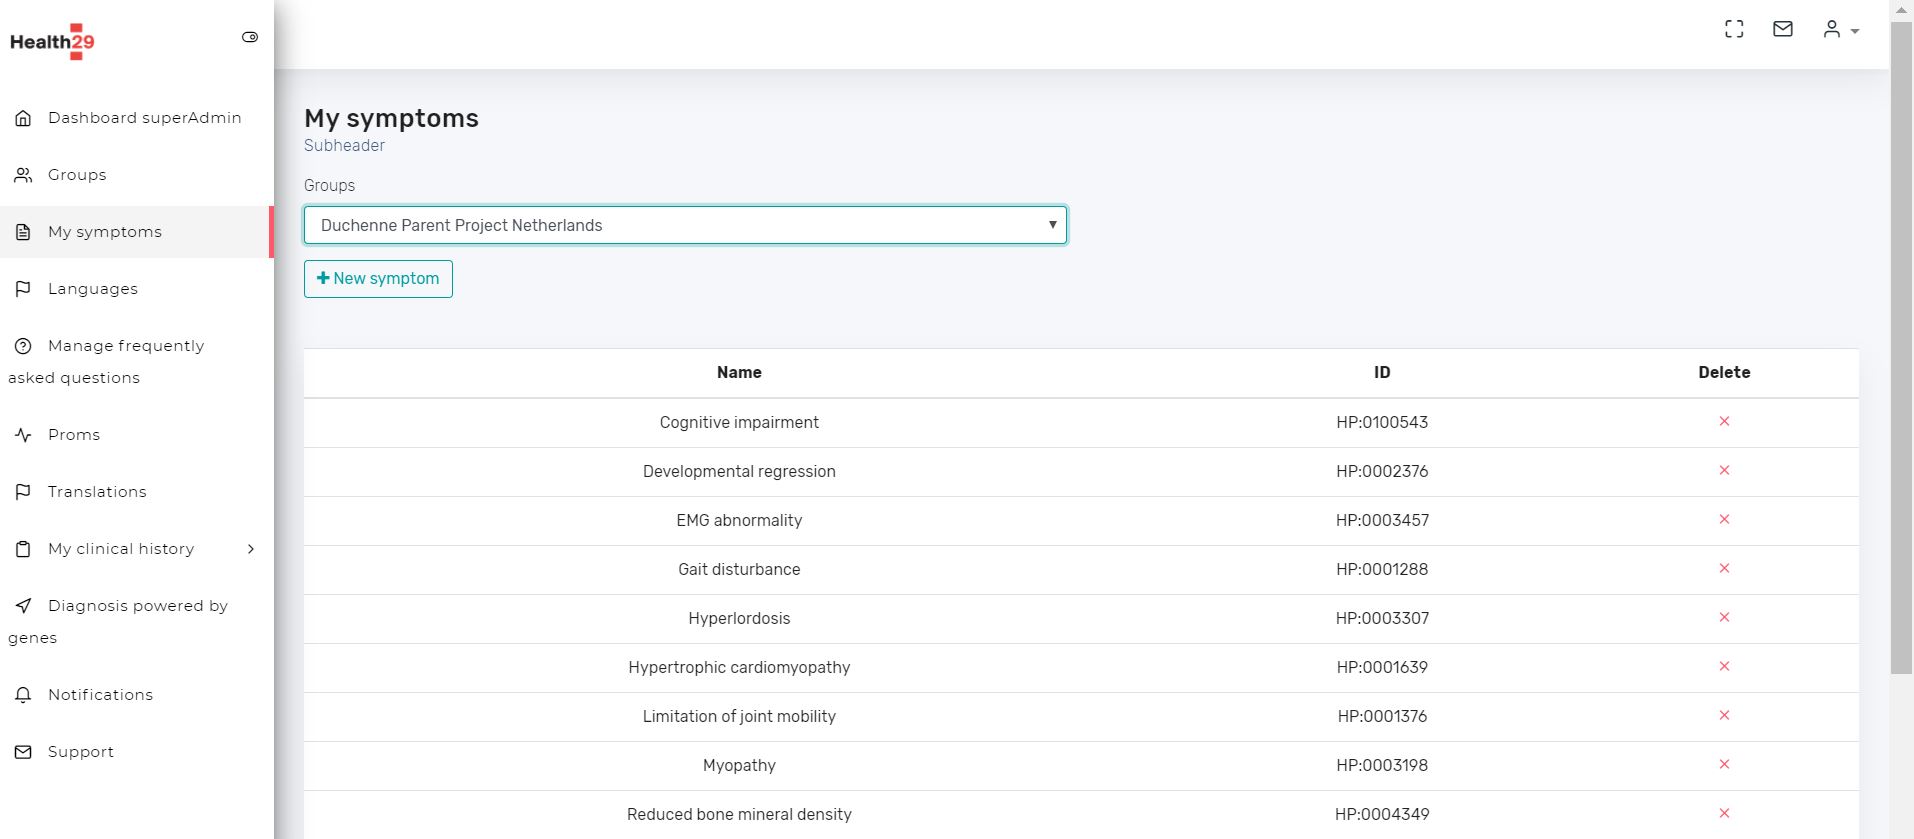 Health29
Dashboard superAdmin
Groups
My symptoms
Languages
Manage frequently
asked questions
Proms
Translations
My clinical history
Diagnosis powered by
genes
Notifications
Support
My symptoms
Subheader
Groups
Duchenne Parent Project Netherlands
New symptom
Name ID Delete
Cognitive impairment HP:0100543
Developmental regression HP:0002376
EMG abnormality HP:0003457
Gait disturbance HP:0001288
Hyperlordosis HP:0003307
Hypertrophic cardiomyopathy HP:0001639
Limitation of joint mobility HP:0001376
Myopathy HP:0003198
Reduced bone mineral density HP:0004349